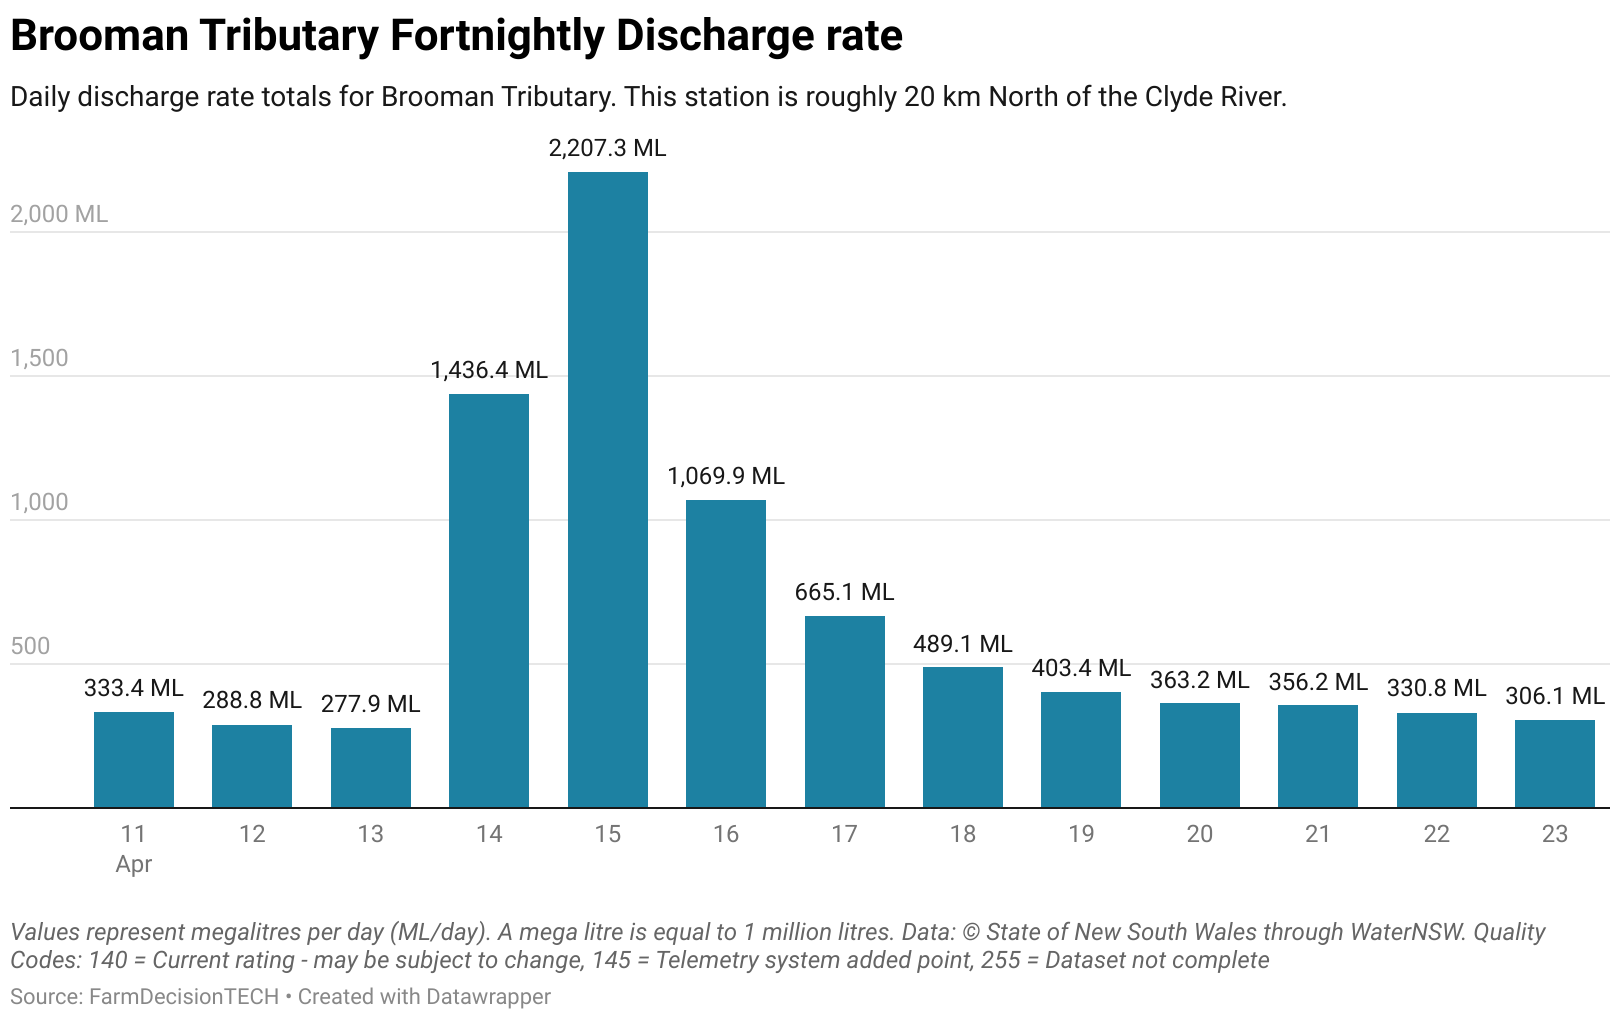 Brooman Tributary Fortnightly Discharge rate
Daily discharge rate totals for Brooman Tributary. This station is roughly 20 km North of the Clyde River.
2,207.3 ML
2,000 ML
1,500
1,436.4 ML
1,069.9 ML
1,000
665.1 ML
500
489.1 ML
403.4 ML
363.2 ML
356.2 ML
333.4 ML
330.8 ML
306.1 ML
288.8 ML
277.9 ML
11 12 13 14 15 16 17 18 19 20 21 22 23
Apr
Values represent megalitres per day (ML/day). A mega litre is equal to 1 million litres. Data: © State of New South Wales through WaterNSW. Quality
Codes: 140 = Current rating - may be subject to change, 145 = Telemetry system added point, 255 = Dataset not complete
Source: FarmDecisionTECH • Created with Datawrapper